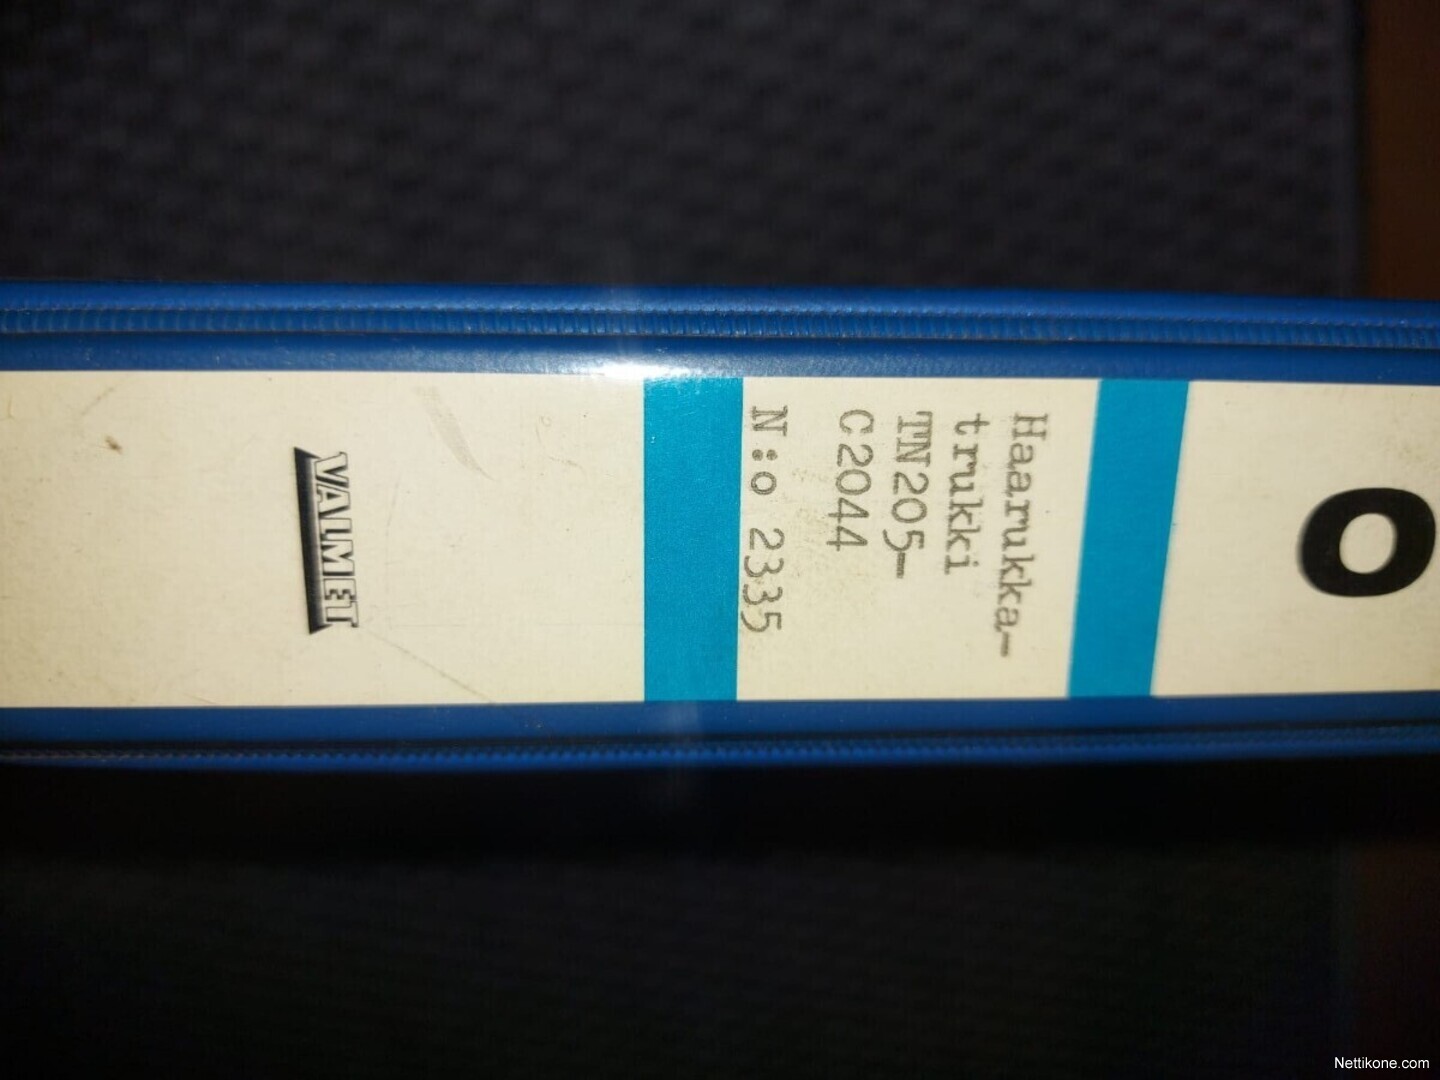 O
Haarukka-
trukki
TN205-
C2044
N:o 2335
VALMET
Nettikone.com